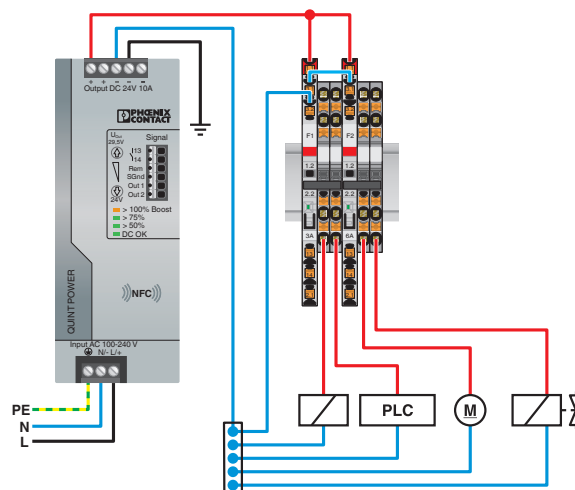 + + − − −
Output DC 24V 10A
PHŒNIX
CONTACT
UOut
29,5V
Signal
13
14
Rem
SGnd
Out 1
Out 2
24V
> 100% Boost
> 75%
> 50%
DC OK
QUINT POWER
NFC
Input AC 100-240 V
N/- L/+
PE
N
L
F1
F2
1.2
1.2
2.2
2.2
3A
6A
PLC
M